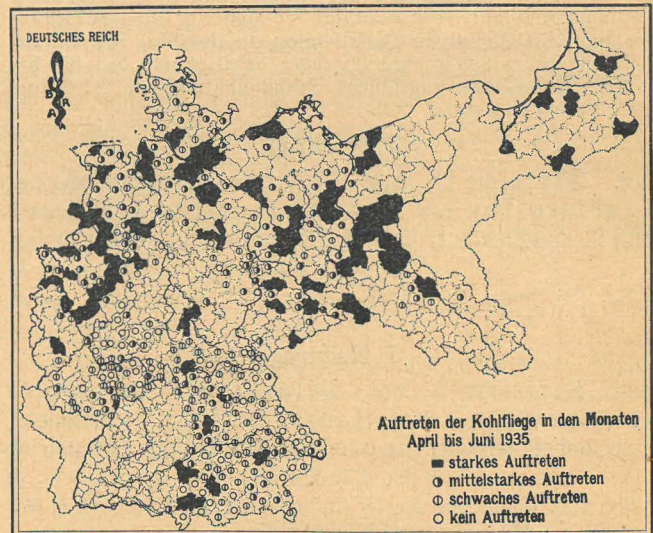 DEUTSCHES REICH
B
R
A
Auftreten der Kohlfliege in den Monaten
April bis Juni 1935
starkes Auftreten
mittelstarkes Auftreten
schwaches Auftreten
kein Auftreten